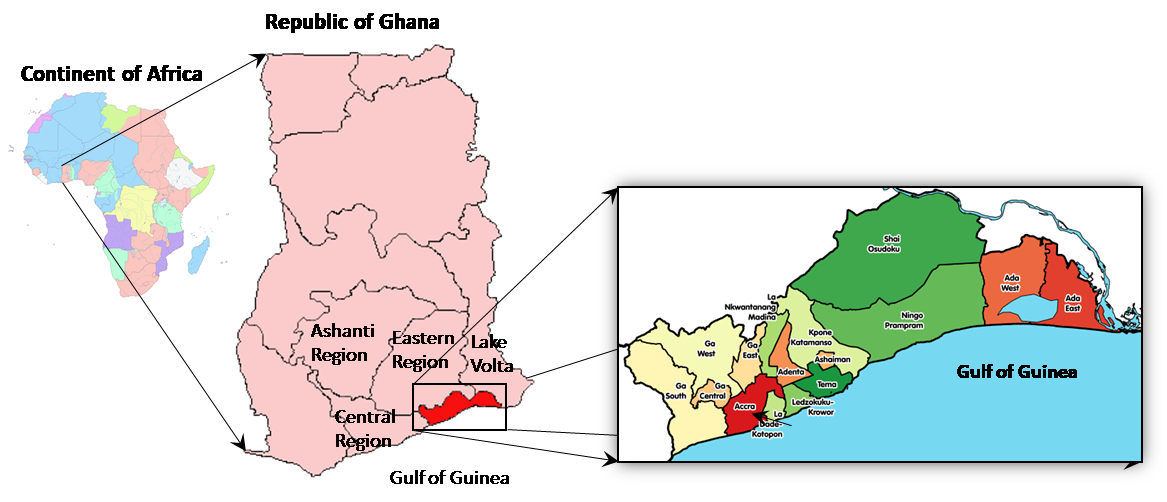 Republic of Ghana
Continent of Africa
Ashanti
Region
Eastern
Region
Lake
Volta
Central
Region
Gulf of Guinea
Shai
Osudoku
Ada
West
Ada
East
La
Nkwantanang
Madina
Ningo
Prampram
Kpone
Katamanso
Ga
West
Ga
East
Ashaiman
Adenta
Tema
Ga
South
Ga
Central
Ledzokuku-
Krowor
Accra
La
Dade-
Kotopon
Gulf of Guinea